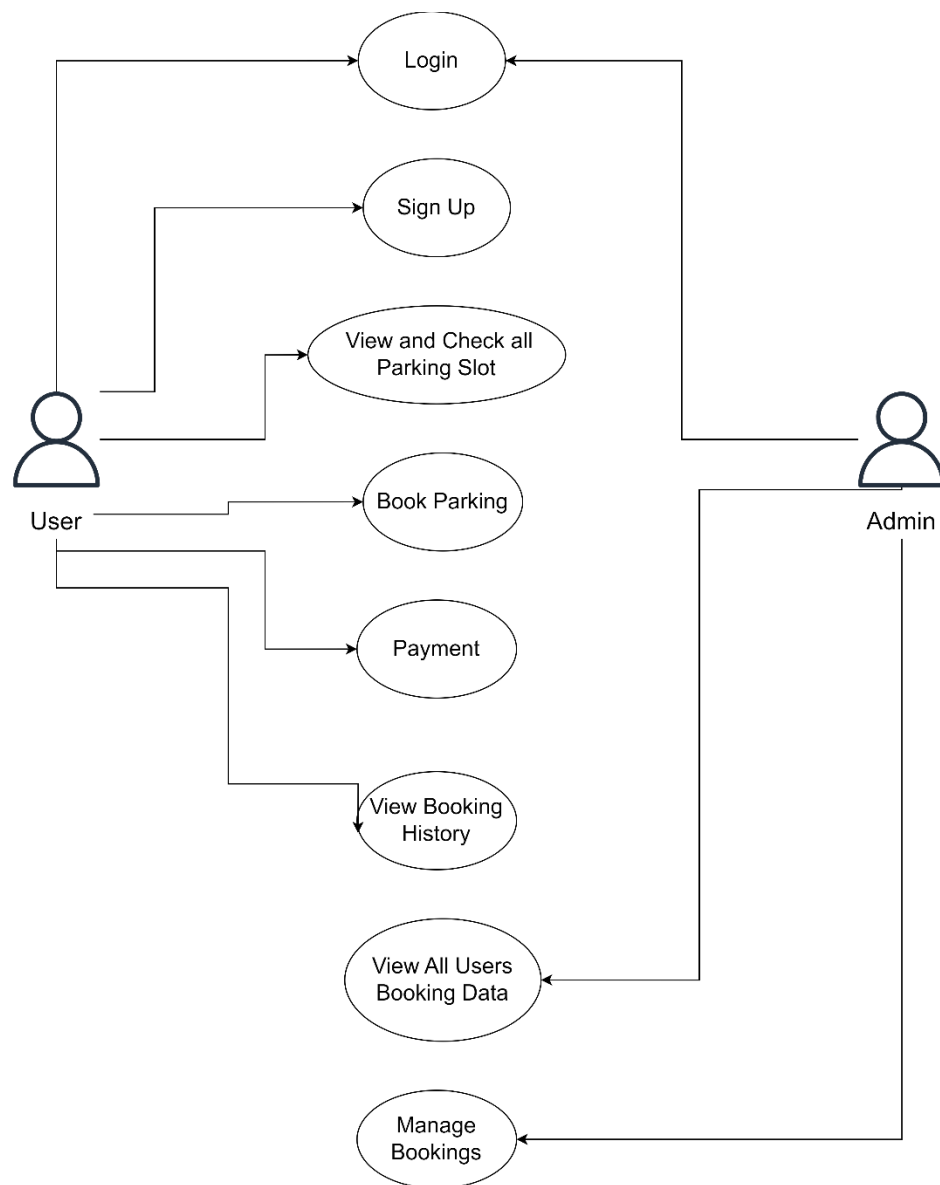 Login
Sign Up
View and Check all
Parking Slot
Book Parking
User
Admin
Payment
View Booking
History
View All Users
Booking Data
Manage
Bookings